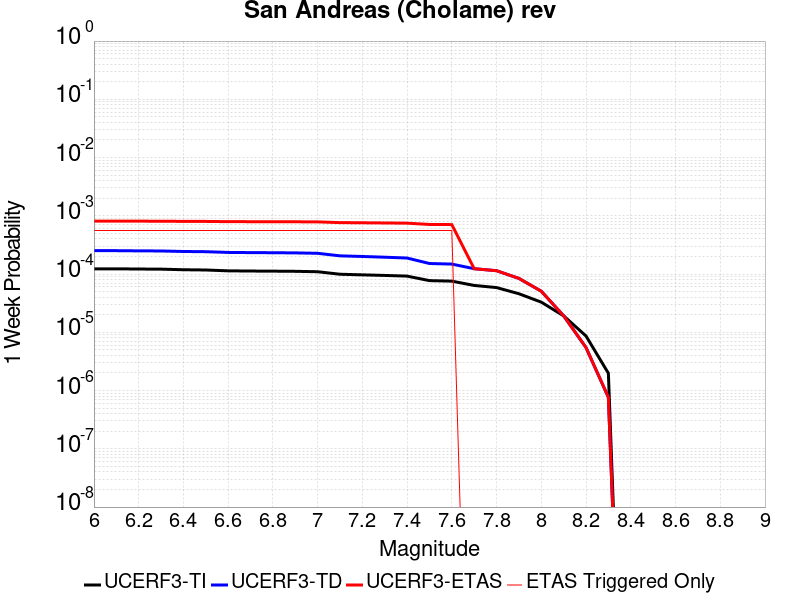 San Andreas (Cholame) rev
10^0
10^-1
10^-2
10^-3
10^-4
10^-5
10^-6
10^-7
10^-8
1 Week Probability
6 6.2 6.4 6.6 6.8 7 7.2 7.4 7.6 7.8 8 8.2 8.4 8.6 8.8 9
Magnitude
UCERF3-TI UCERF3-TD UCERF3-ETAS ETAS Triggered Only